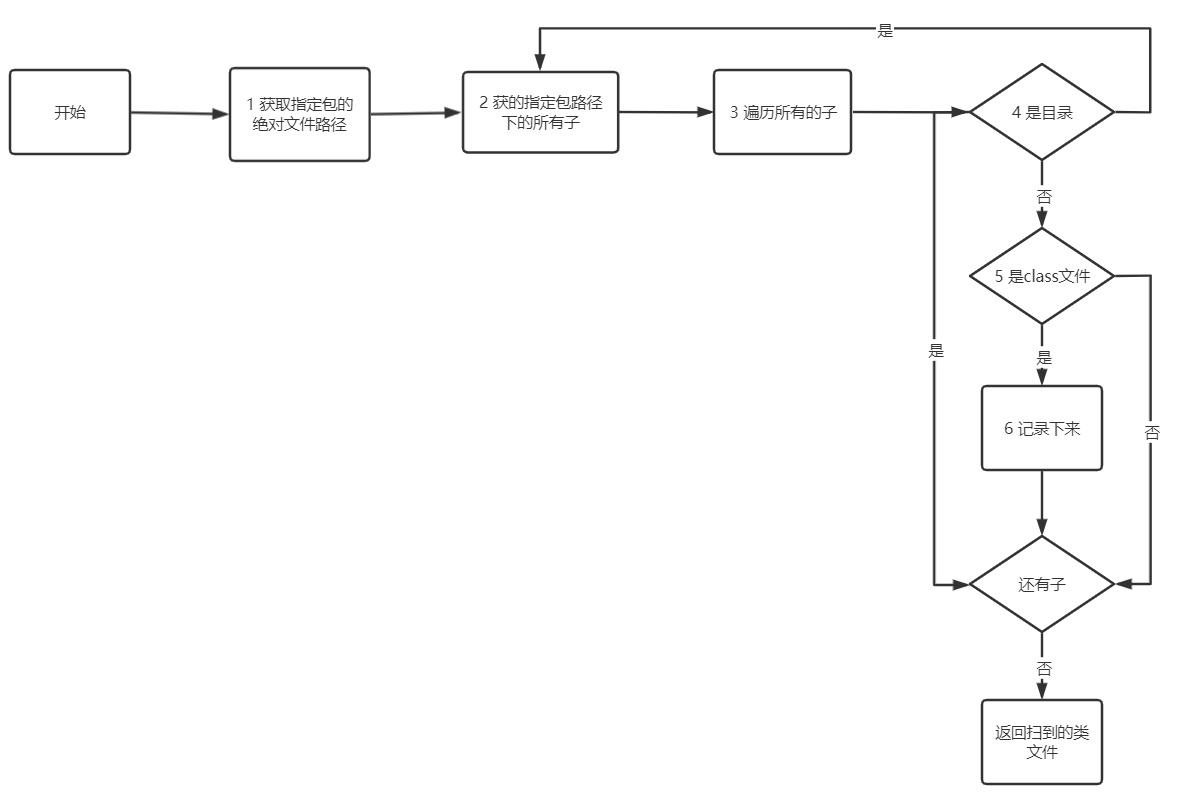 是
开始
1 获取指定包的
绝对文件路径
2 获的指定包路径
下的所有子
3 遍历所有的子
4 是目录
否
5 是class文件
是
是
6 记录下来
否
还有子
否
返回扫到的类
文件